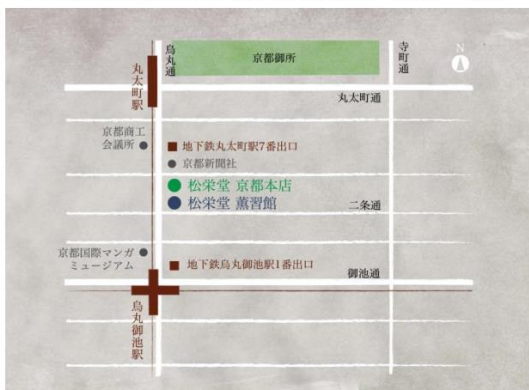 京都御所
烏丸通
寺町通
N
丸太町駅
丸太町通
京都商工
会議所
地下鉄丸太町駅7番出口
京都新聞社
松栄堂 京都本店
松栄堂 薫習館
二条通
京都国際マンガ
ミュージアム
地下鉄烏丸御池駅1番出口
御池通
烏丸御池駅